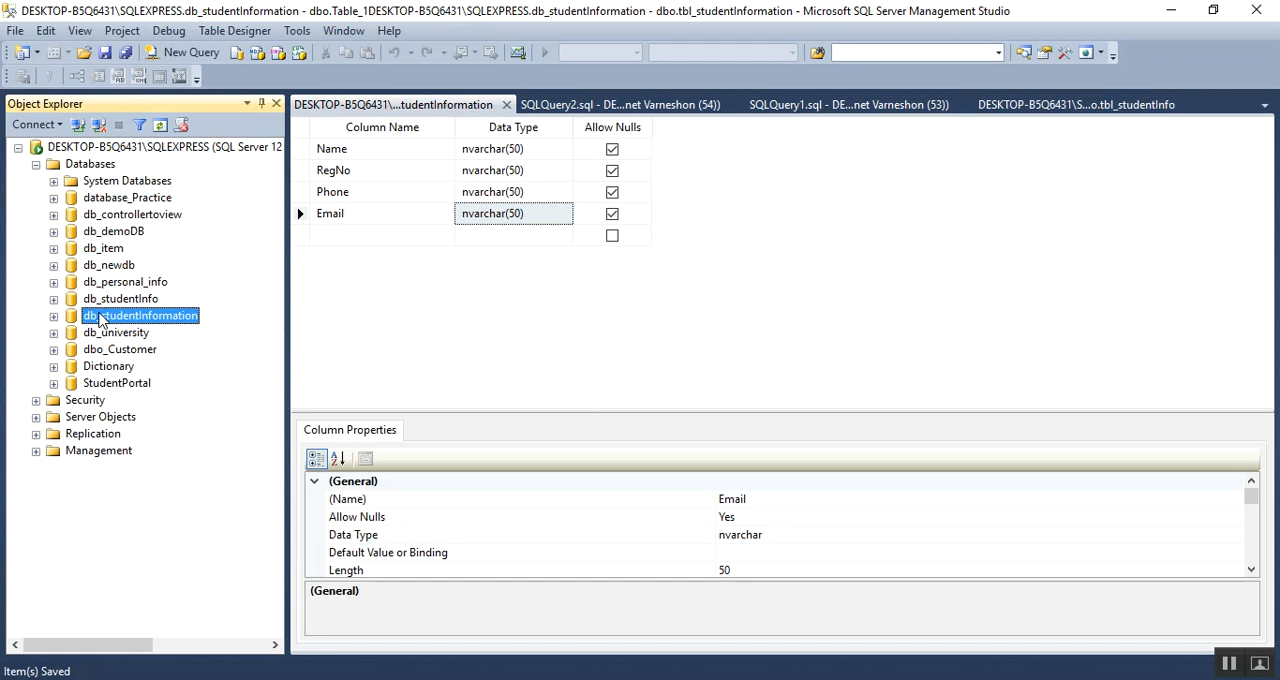 DESKTOP-B5Q6431\SQLEXPRESS.db_studentInformation - dbo.Table_1DESKTOP-B5Q6431\SQLEXPRESS.db_studentInformation - dbo.tbl_studentInfo - Microsoft SQL Server Management Studio
File Edit View Project Debug Table Designer Tools Window Help
New Query
Object Explorer
DESKTOP-B5Q6431\...tudentInformation
SQLQuery2.sql - DE...net Varneshon (54))
SQLQuery1.sql - DE...net Varneshon (53))
DESKTOP-B5Q6431\S...o.tbl_studentInfo
Connect
DESKTOP-B5Q6431\SQLEXPRESS (SQL Server 12
Databases
System Databases
database_Practice
db_controllertoview
db_demoDB
db_item
db_newdb
db_personal_info
db_studentInfo
db_studentInformation
db_university
dbo_Customer
Dictionary
StudentPortal
Security
Server Objects
Replication
Management
Column Name Data Type Allow Nulls
Name nvarchar(50)
RegNo nvarchar(50)
Phone nvarchar(50)
Email nvarchar(50)
Column Properties
(General)
(Name) Email
Allow Nulls Yes
Data Type nvarchar
Default Value or Binding
Length 50
(General)
Item(s) Saved